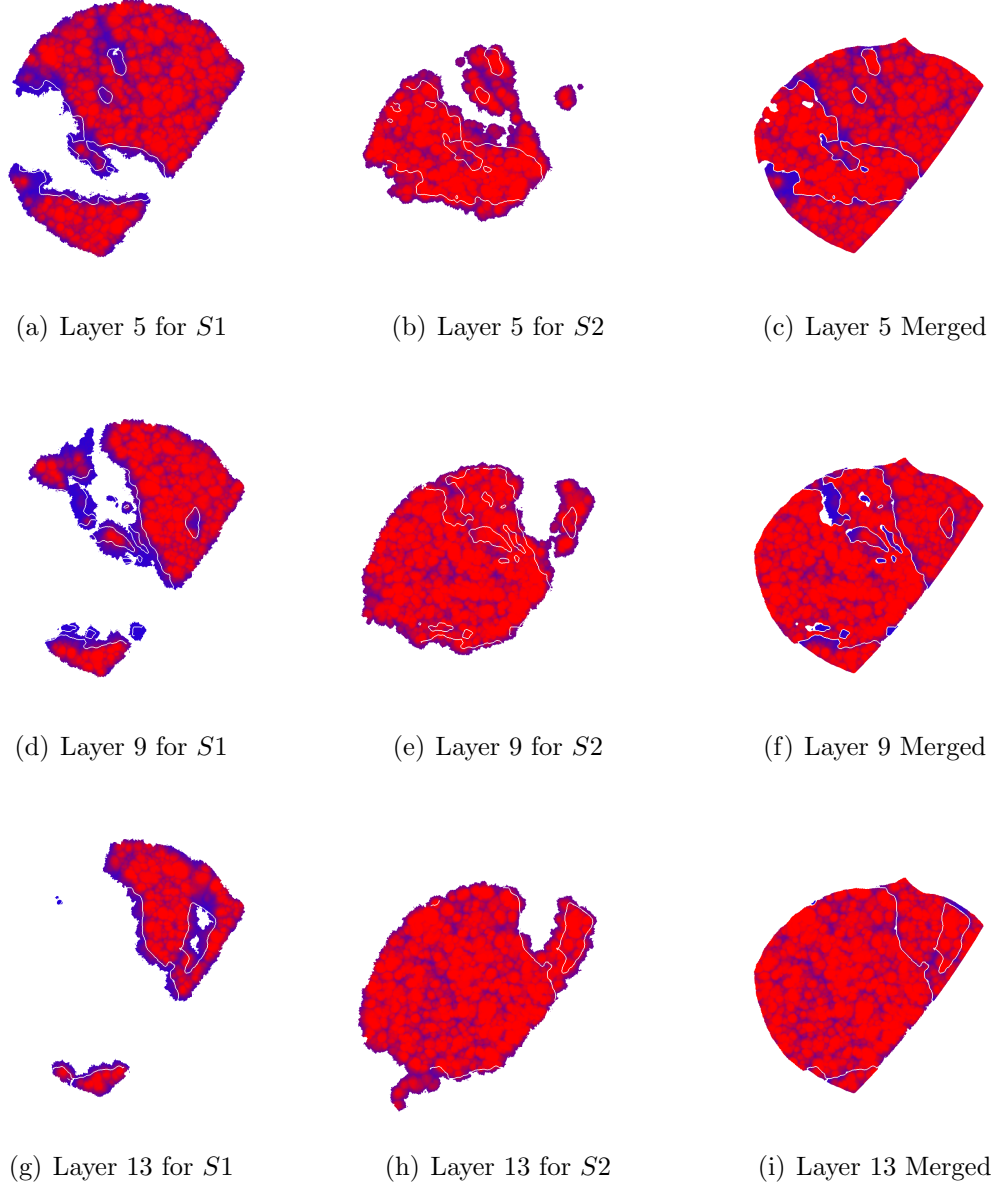 (a) Layer 5 for S1 (b) Layer 5 for S2 (c) Layer 5 Merged
(d) Layer 9 for S1 (e) Layer 9 for S2 (f) Layer 9 Merged
(g) Layer 13 for S1 (h) Layer 13 for S2 (i) Layer 13 Merged